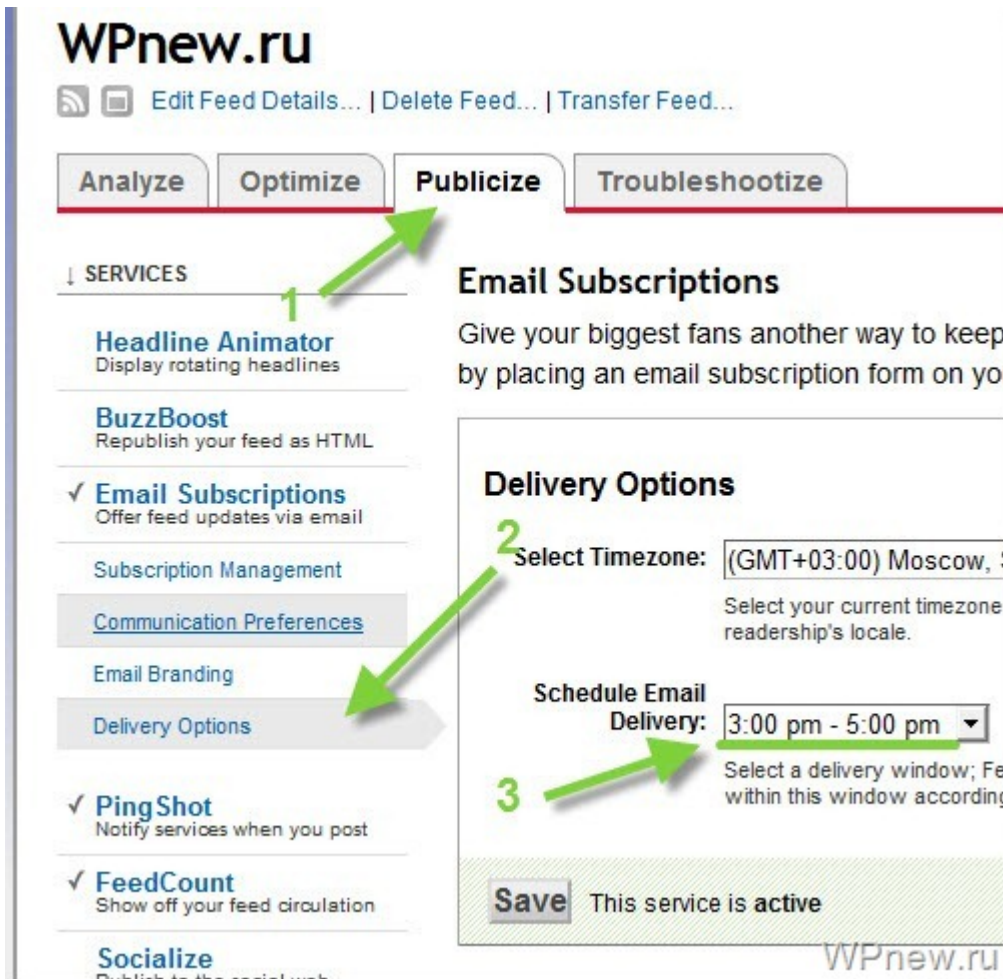 WPnew.ru
Edit Feed Details... | Delete Feed... | Transfer Feed...
Analyze Optimize Publicize Troubleshootize
1
↓ SERVICES
Headline Animator
Display rotating headlines
BuzzBoost
Republish your feed as HTML
✓ Email Subscriptions
Offer feed updates via email
Subscription Management
Communication Preferences
Email Branding
Delivery Options
✓ PingShot
Notify services when you post
✓ FeedCount
Show off your feed circulation
Socialize
Publish to the social web
Email Subscriptions
Give your biggest fans another way to keep
by placing an email subscription form on yo
Delivery Options
2
Select Timezone: (GMT+03:00) Moscow,
Select your current timezone
readership's locale.
Schedule Email
Delivery: 3:00 pm - 5:00 pm
3
Select a delivery window; Fe
within this window according
Save This service is active
WPnew.ru